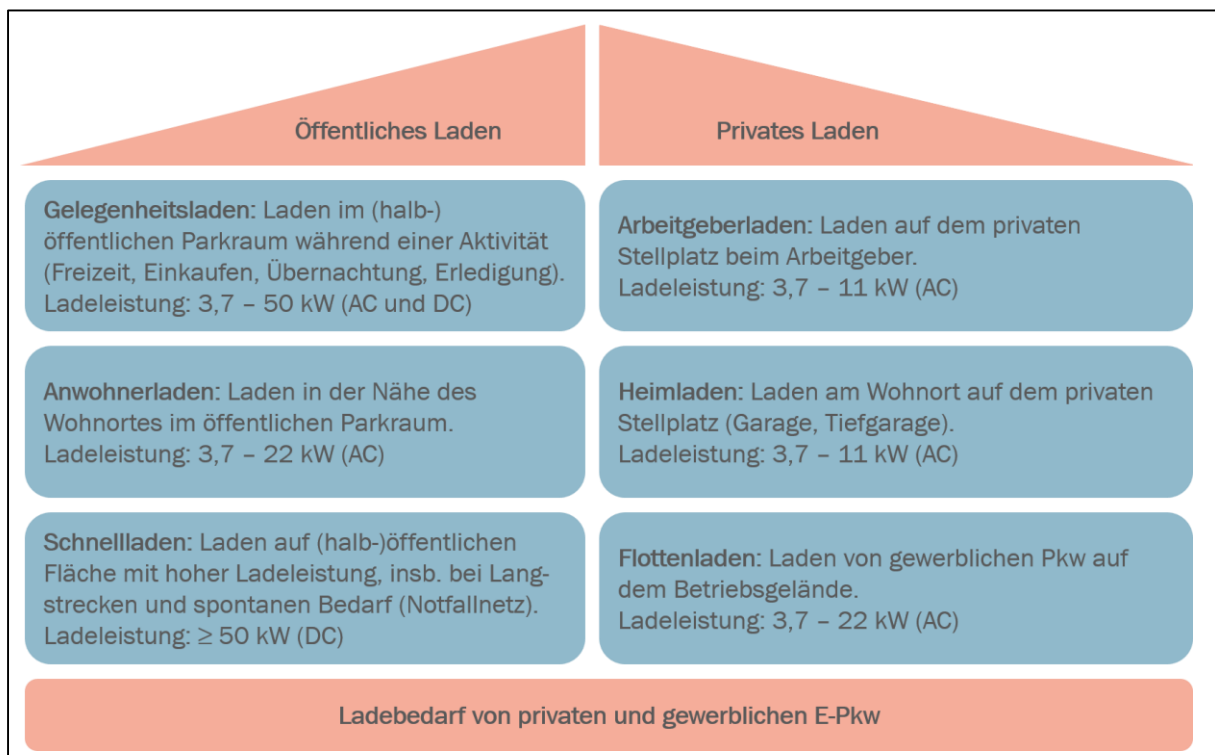 Öffentliches Laden
Privates Laden
Gelegenheitsladen: Laden im (halb-)
öffentlichen Parkraum während einer Aktivität
(Freizeit, Einkaufen, Übernachtung, Erledigung).
Ladeleistung: 3,7 – 50 kW (AC und DC)
Arbeitgeberladen: Laden auf dem privaten
Stellplatz beim Arbeitgeber.
Ladeleistung: 3,7 – 11 kW (AC)
Anwohnerladen: Laden in der Nähe des
Wohnortes im öffentlichen Parkraum.
Ladeleistung: 3,7 – 22 kW (AC)
Heimladen: Laden am Wohnort auf dem privaten
Stellplatz (Garage, Tiefgarage).
Ladeleistung: 3,7 – 11 kW (AC)
Schnellladen: Laden auf (halb-)öffentlichen
Fläche mit hoher Ladeleistung, insb. bei Lang-
strecken und spontanen Bedarf (Notfallnetz).
Ladeleistung: ≥ 50 kW (DC)
Flottenladen: Laden von gewerblichen Pkw auf
dem Betriebsgelände.
Ladeleistung: 3,7 – 22 kW (AC)
Ladebedarf von privaten und gewerblichen E-Pkw